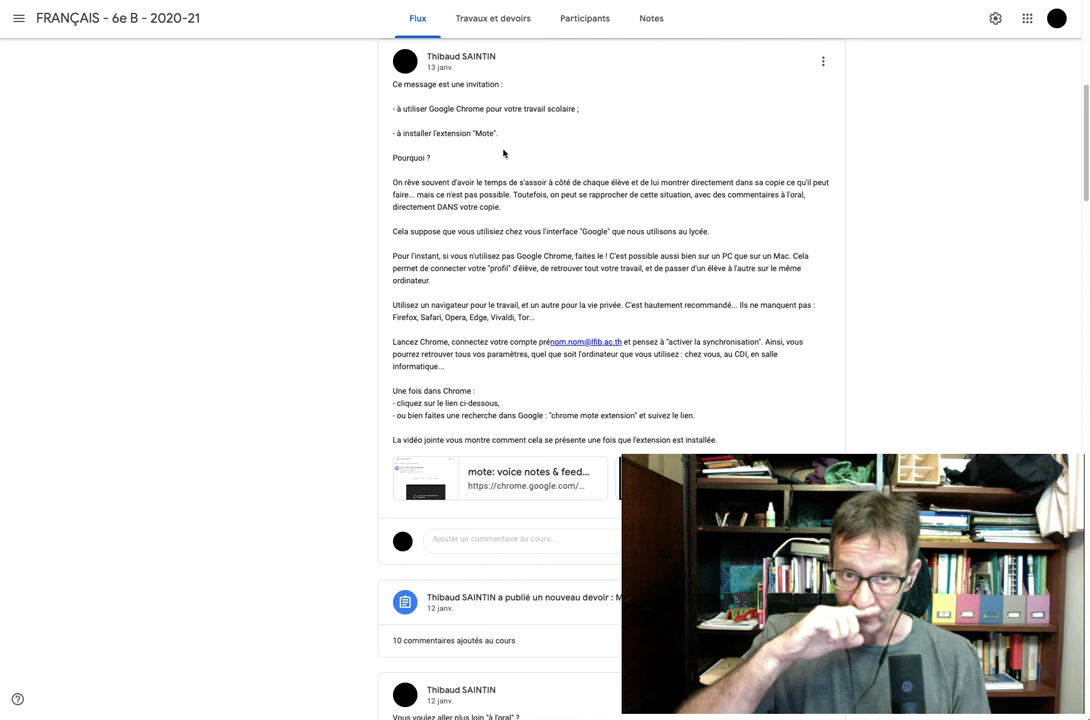 FRANÇAIS - 6e B - 2020-21
Flux
Travaux et devoirs
Participants
Notes
Thibaud SAINTIN
13 janv.
Ce message est une invitation :
- à utiliser Google Chrome pour votre travail scolaire ;
- à installer l'extension "Mote".
Pourquoi ?
On rêve souvent d'avoir le temps de s'assoir à côté de chaque élève et de lui montrer directement dans sa copie ce qu'il peut
faire... mais ce n'est pas possible. Toutefois, on peut se rapprocher de cette situation, avec des commentaires à l'oral,
directement DANS votre copie.
Cela suppose que vous utilisiez chez vous l'interface "Google" que nous utilisons au lycée.
Pour l'instant, si vous n'utilisez pas Google Chrome, faites le ! C'est possible aussi bien sur un PC que sur un Mac. Cela
permet de connecter votre "profil" d'élève, de retrouver tout votre travail, et de passer d'un élève à l'autre sur le même
ordinateur.
Utilisez un navigateur pour le travail, et un autre pour la vie privée. C'est hautement recommandé... Ils ne manquent pas :
Firefox, Safari, Opera, Edge, Vivaldi, Tor...
Lancez Chrome, connectez votre compte prénom.nom@lfib.ac.th et pensez à "activer la synchronisation". Ainsi, vous
pourrez retrouver tous vos paramètres, quel que soit l'ordinateur que vous utilisez : chez vous, au CDI, en salle
informatique...
Une fois dans Chrome :
- cliquez sur le lien ci-dessous,
- ou bien faites une recherche dans Google : "chrome mote extension" et suivez le lien.
La vidéo jointe vous montre comment cela se présente une fois que l'extension est installée.
mote: voice notes & feed...
https://chrome.google.com/...
Ajouter un commentaire au cours...
Thibaud SAINTIN a publié un nouveau devoir : M
12 janv.
10 commentaires ajoutés au cours
Thibaud SAINTIN
12 janv.
Vous voulez aller plus loin "à l'oral" ?